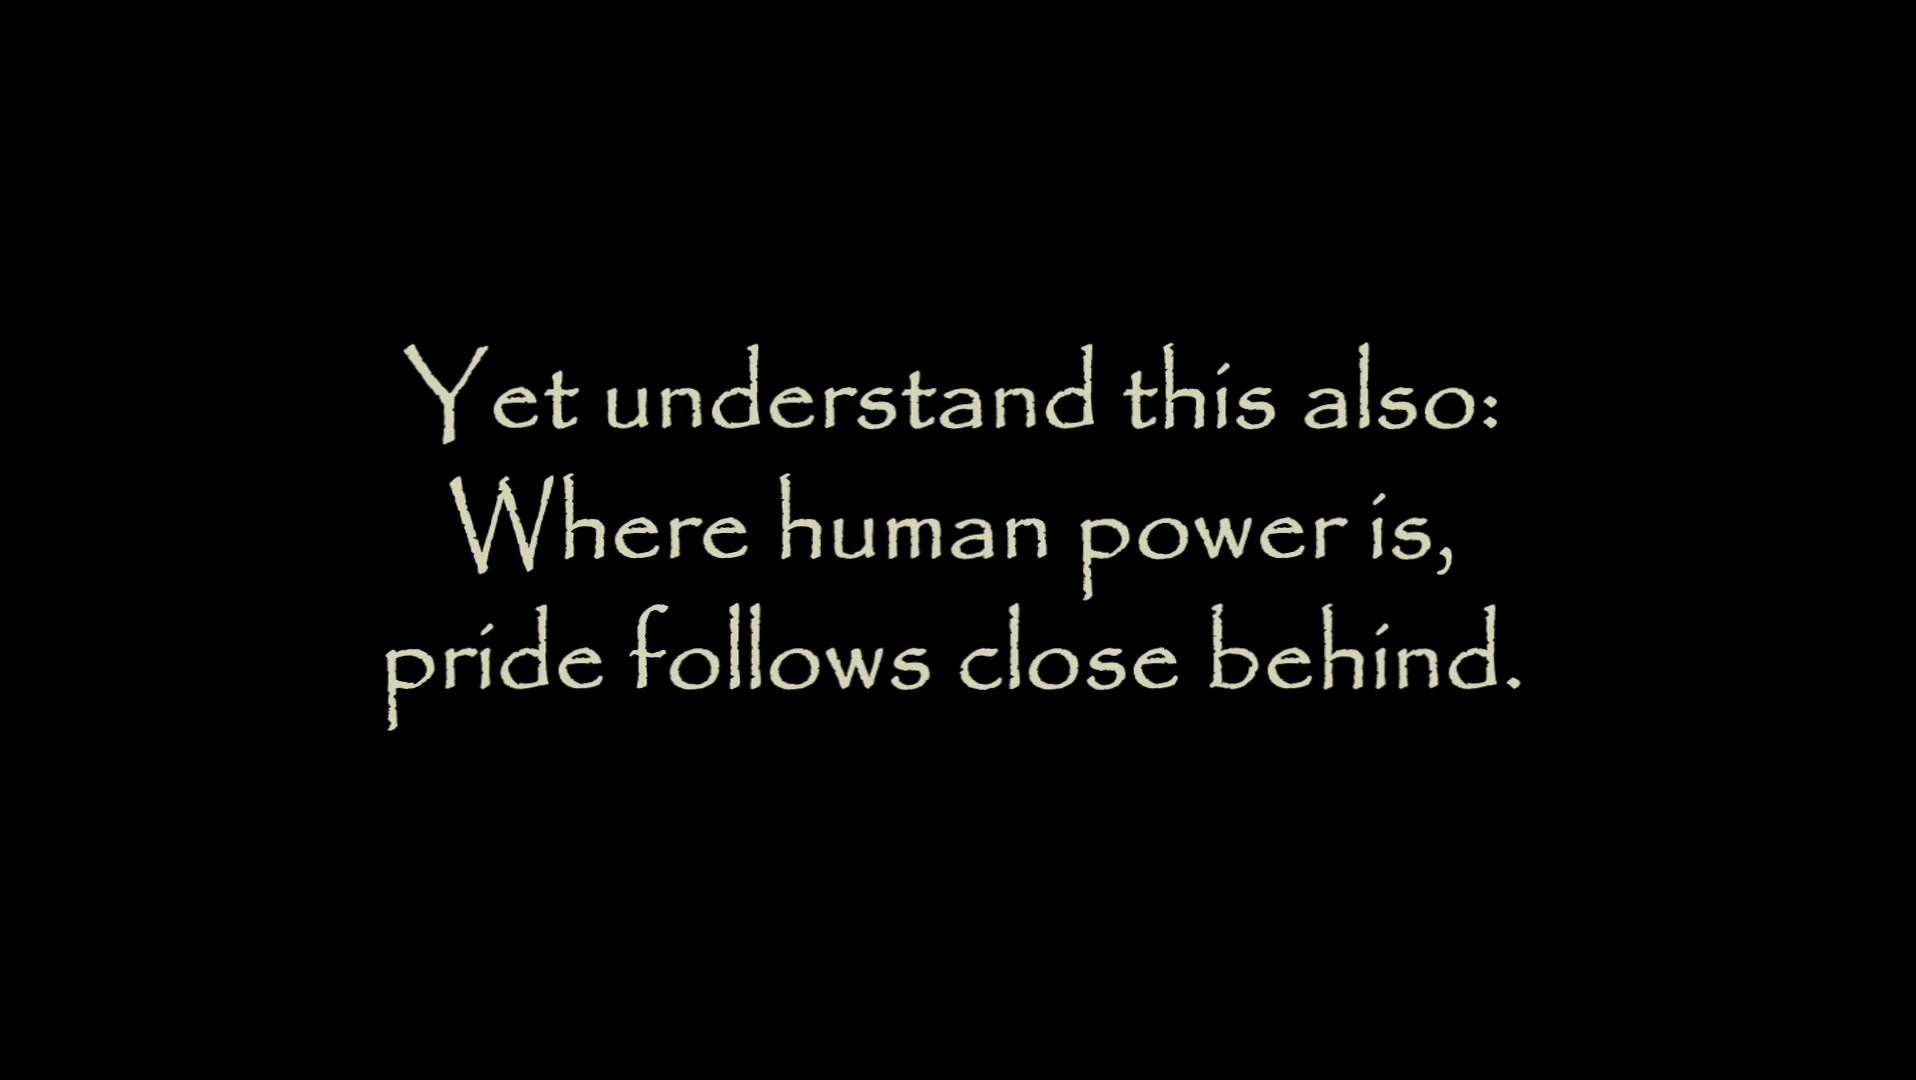 Yet understand this also:
Where human power is,
pride follows close behind.